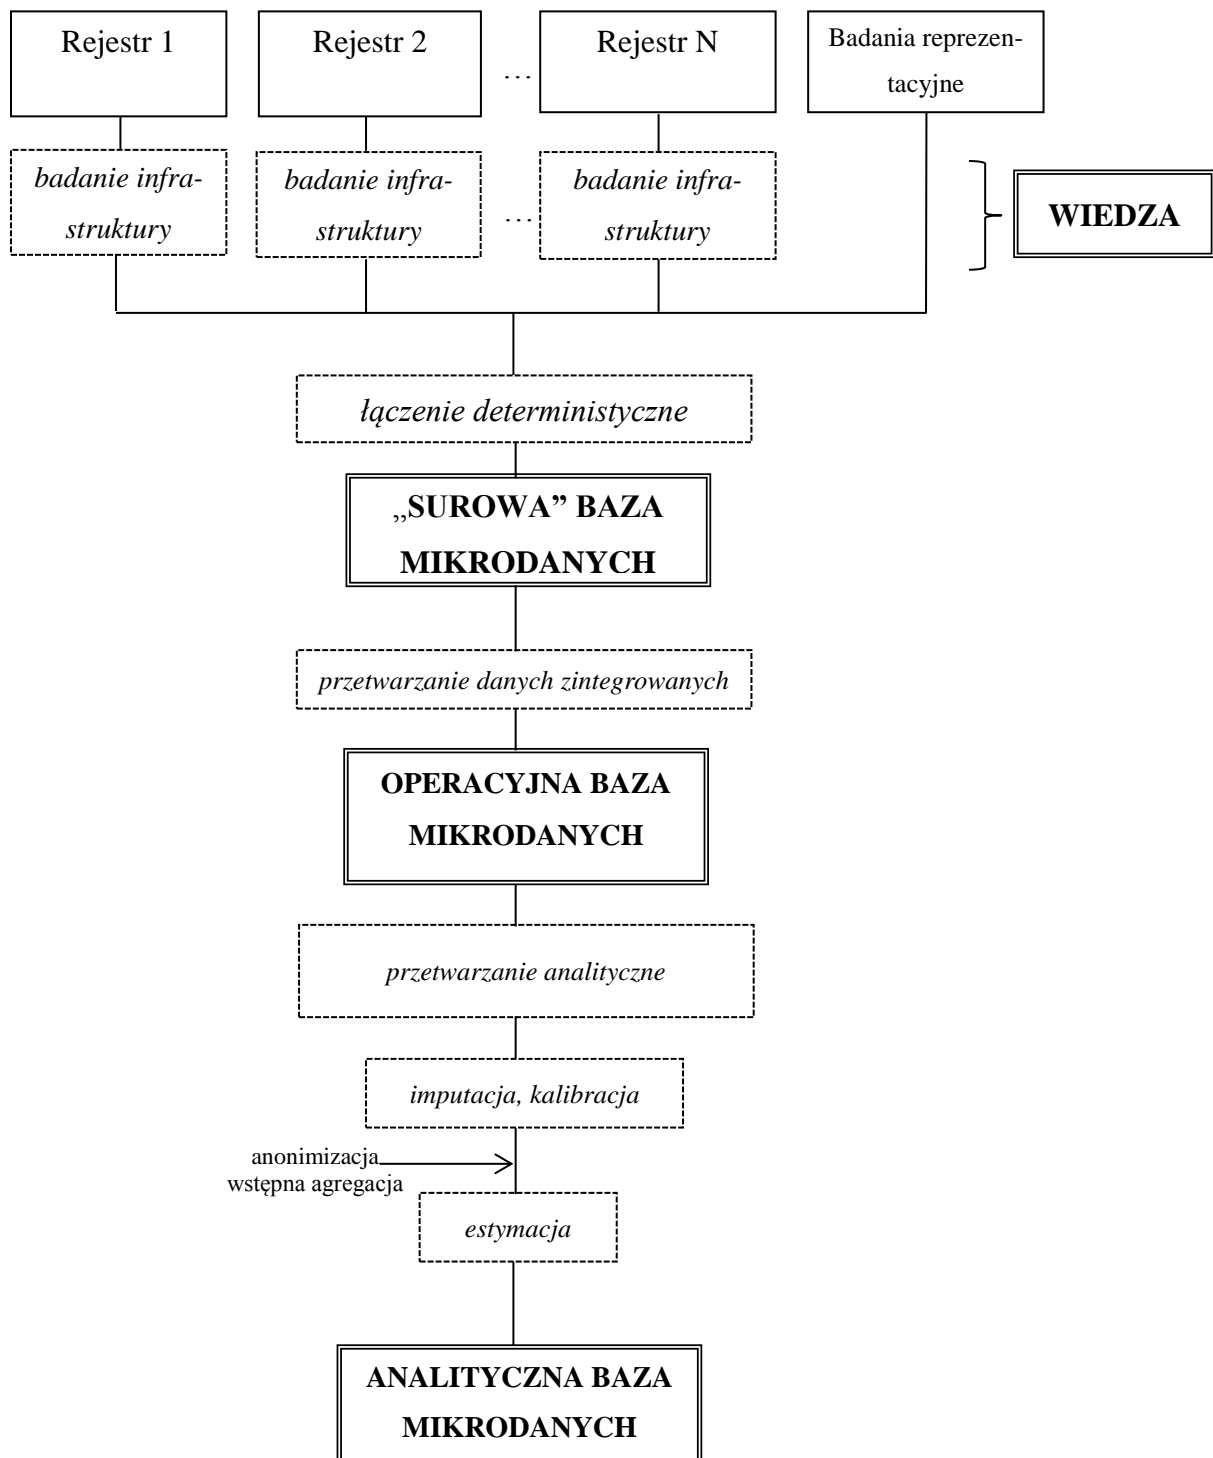 Rejestr 1
Rejestr 2
…
Rejestr N
Badania reprezen-
tacyjne
badanie infra-
struktury
badanie infra-
struktury
…
badanie infra-
struktury
WIEDZA
łączenie deterministyczne
„SUROWA” BAZA
MIKRODANYCH
przetwarzanie danych zintegrowanych
OPERACYJNA BAZA
MIKRODANYCH
przetwarzanie analityczne
imputacja, kalibracja
anonimizacja
wstępna agregacja
estymacja
ANALITYCZNA BAZA
MIKRODANYCH